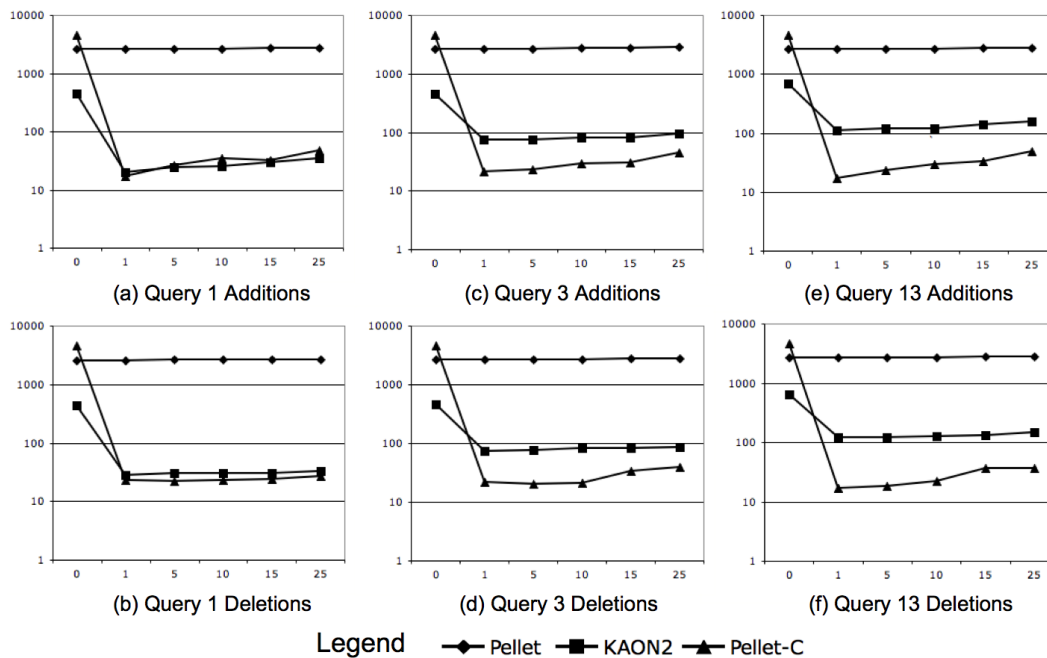 10000
1000
100
10
1
0 1 5 10 15 25
(a) Query 1 Additions
10000
1000
100
10
1
0 1 5 10 15 25
(c) Query 3 Additions
10000
1000
100
10
1
0 1 5 10 15 25
(e) Query 13 Additions
10000
1000
100
10
1
0 1 5 10 15 25
(b) Query 1 Deletions
10000
1000
100
10
1
0 1 5 10 15 25
(d) Query 3 Deletions
10000
1000
100
10
1
0 1 5 10 15 25
(f) Query 13 Deletions
Legend Pellet KAON2 Pellet-C